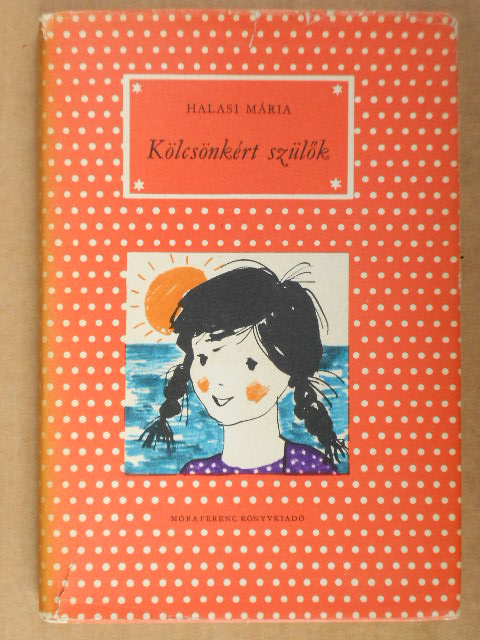 HALASI MÁRIA
Kölcsönkért szülők
MÓRA FERENC KÖNYVKIADÓ